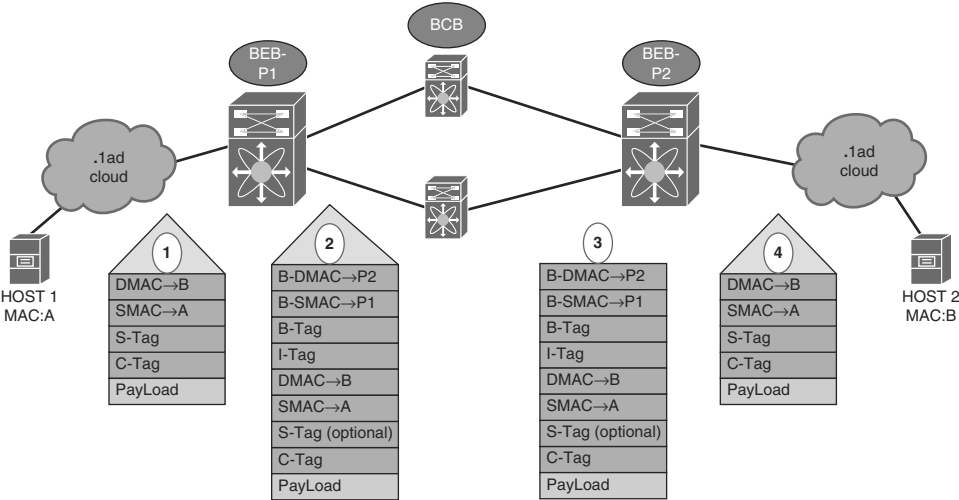 BCB
BEB-
P1
BEB-
P2
.1ad
cloud
.1ad
cloud
HOST 1
MAC:A
HOST 2
MAC:B
1
DMAC→B
SMAC→A
S-Tag
C-Tag
PayLoad
2
B-DMAC→P2
B-SMAC→P1
B-Tag
I-Tag
DMAC→B
SMAC→A
S-Tag (optional)
C-Tag
PayLoad
3
B-DMAC→P2
B-SMAC→P1
B-Tag
I-Tag
DMAC→B
SMAC→A
S-Tag (optional)
C-Tag
PayLoad
4
DMAC→B
SMAC→A
S-Tag
C-Tag
PayLoad